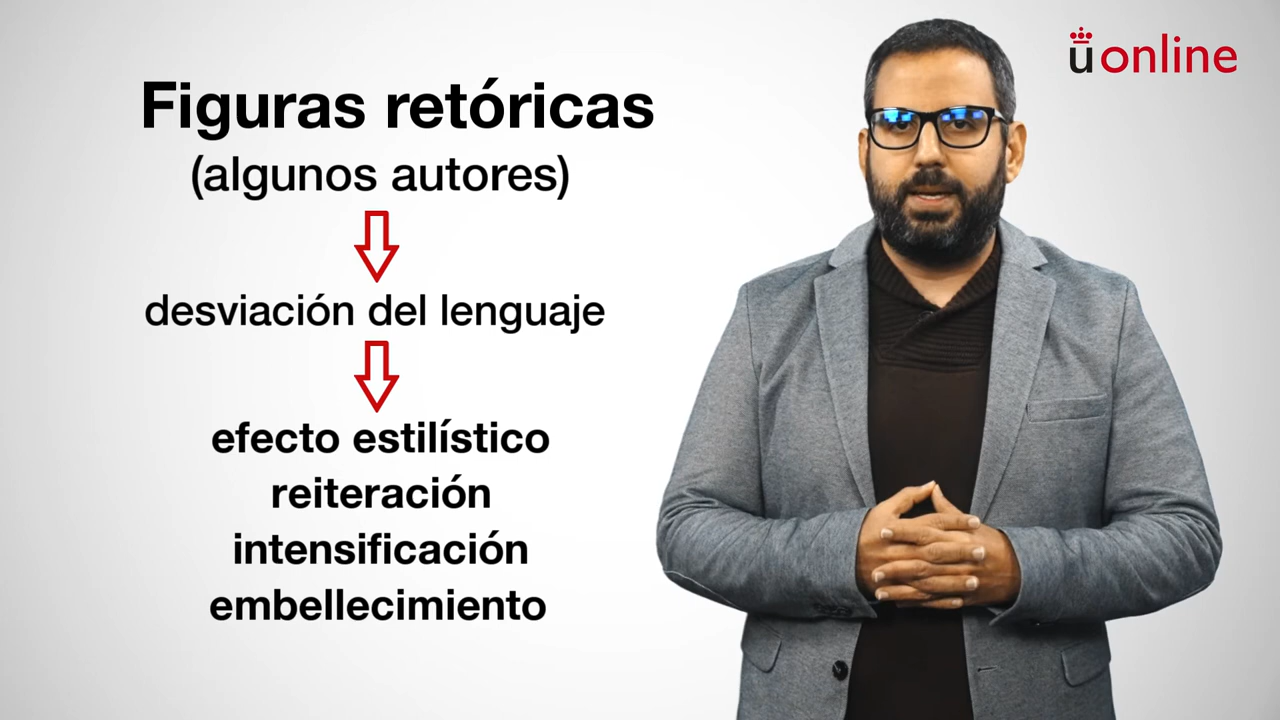 Figuras retóricas
(algunos autores)
desviación del lenguaje
efecto estilístico
reiteración
intensificación
embellecimiento
ü online